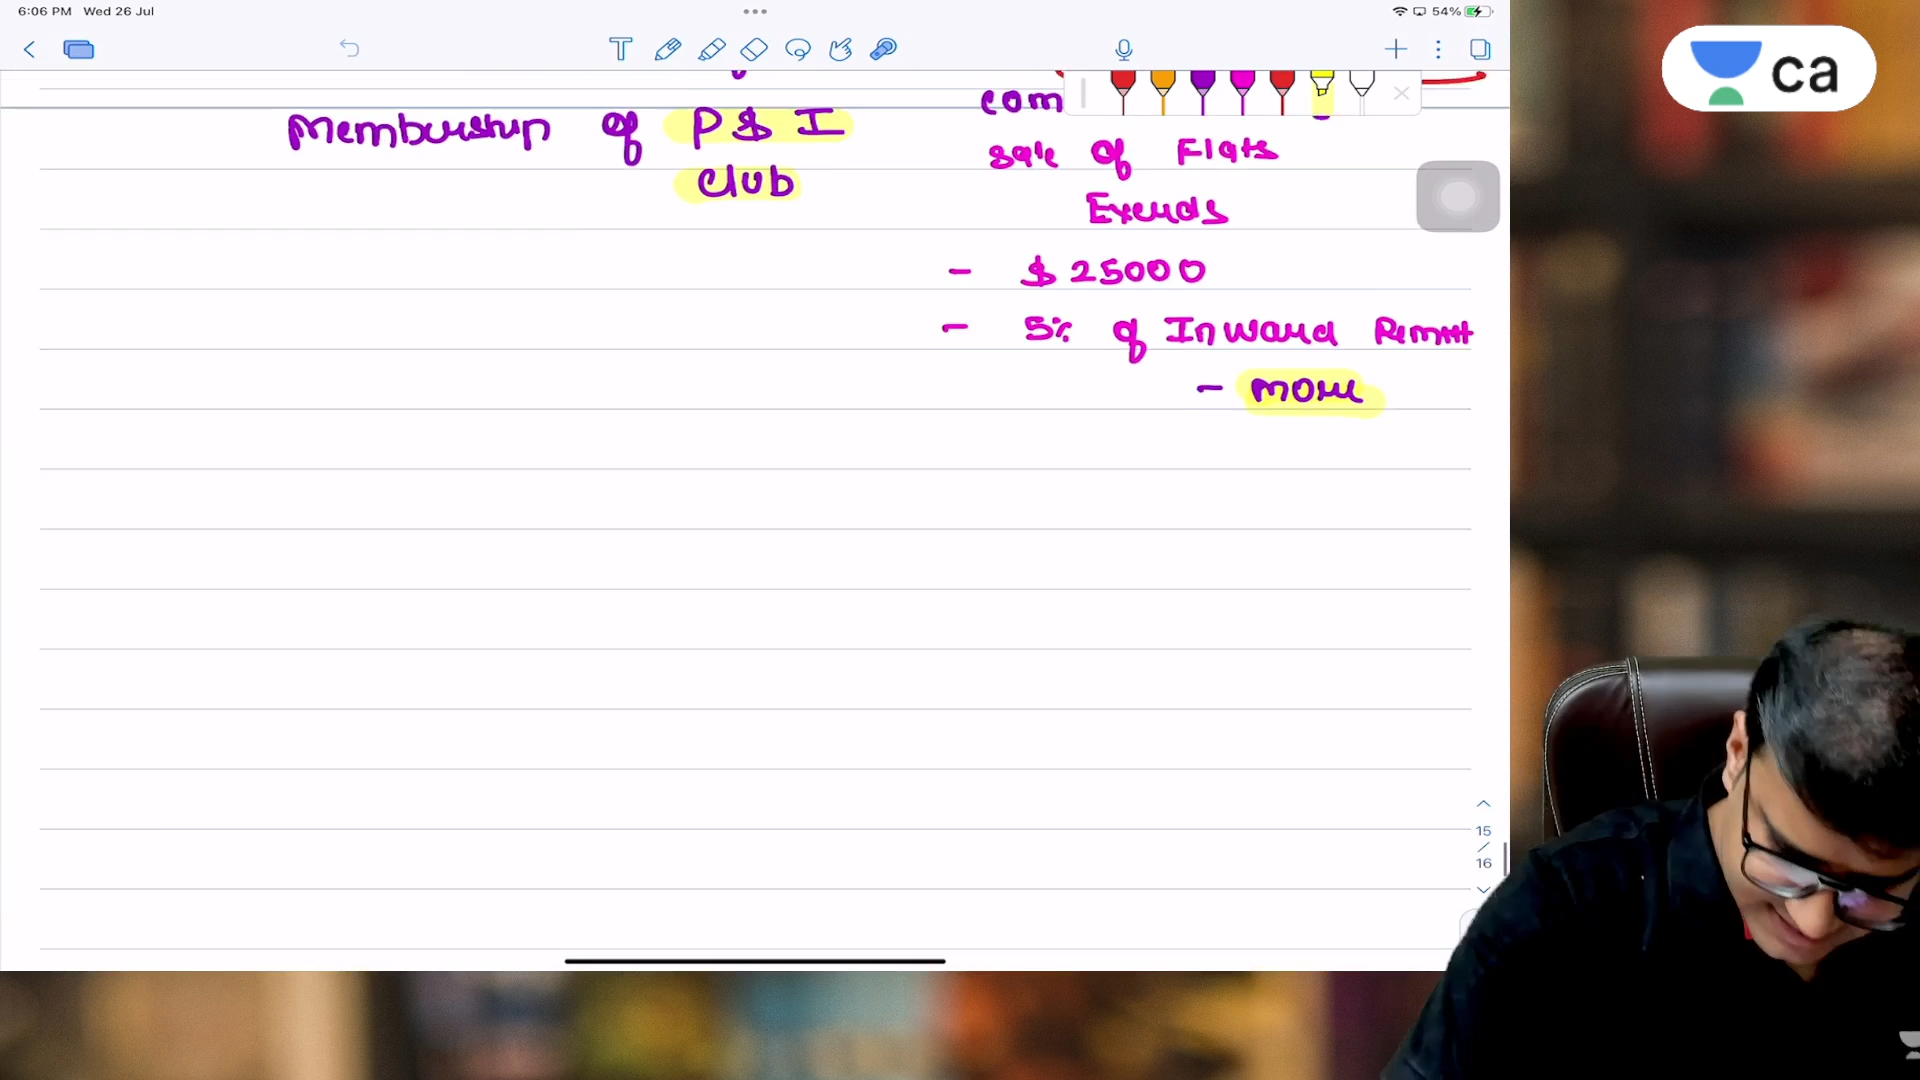 6:06 PM Wed 26 Jul
54%
Membership of P & I
Club
com
sale of Flats
Exceeds
- $ 25000
- 5% of Inward Remitt
- more
15
/
16
ca